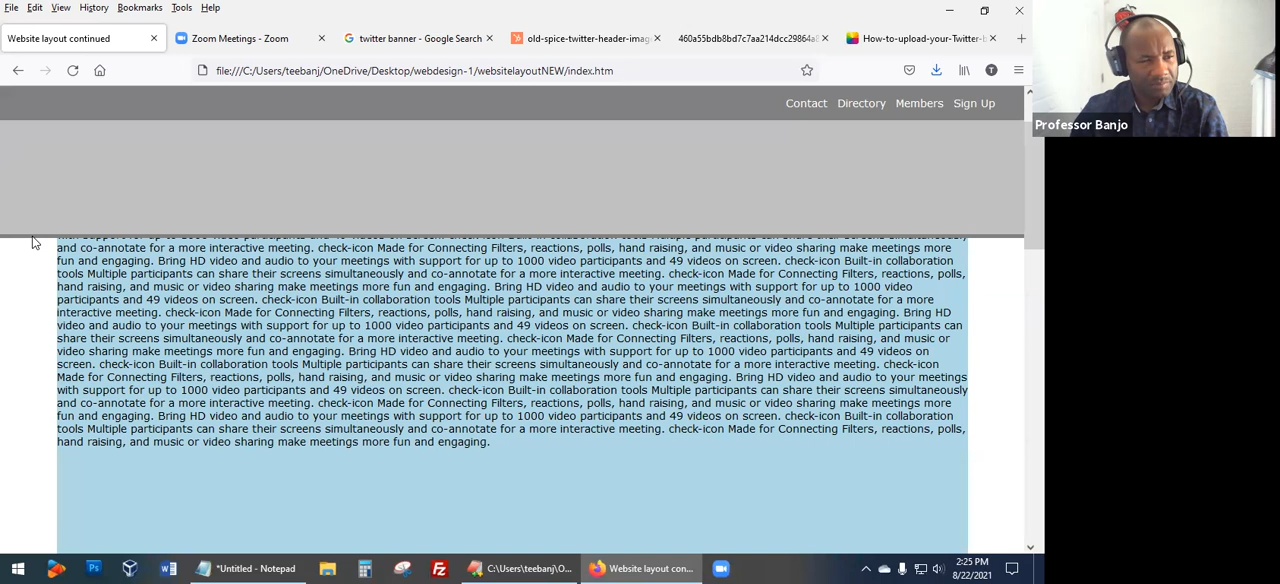 File Edit View History Bookmarks Tools Help
Website layout continued
Zoom Meetings - Zoom
twitter banner - Google Search
old-spice-twitter-header-imag
460a55bdb8bd7c7aa214dcc29864a8
How-to-upload-your-Twitter-b
file:///C:/Users/teebanj/OneDrive/Desktop/webdesign-1/websitelayoutNEW/index.htm
T
Contact Directory Members Sign Up
Professor Banjo
and co-annotate for a more interactive meeting. check-icon Made for Connecting Filters, reactions, polls, hand raising, and music or video sharing make meetings more
fun and engaging. Bring HD video and audio to your meetings with support for up to 1000 video participants and 49 videos on screen. check-icon Built-in collaboration
tools Multiple participants can share their screens simultaneously and co-annotate for a more interactive meeting. check-icon Made for Connecting Filters, reactions, polls,
hand raising, and music or video sharing make meetings more fun and engaging. Bring HD video and audio to your meetings with support for up to 1000 video
participants and 49 videos on screen. check-icon Built-in collaboration tools Multiple participants can share their screens simultaneously and co-annotate for a more
interactive meeting. check-icon Made for Connecting Filters, reactions, polls, hand raising, and music or video sharing make meetings more fun and engaging. Bring HD
video and audio to your meetings with support for up to 1000 video participants and 49 videos on screen. check-icon Built-in collaboration tools Multiple participants can
share their screens simultaneously and co-annotate for a more interactive meeting. check-icon Made for Connecting Filters, reactions, polls, hand raising, and music or
video sharing make meetings more fun and engaging. Bring HD video and audio to your meetings with support for up to 1000 video participants and 49 videos on
screen. check-icon Built-in collaboration tools Multiple participants can share their screens simultaneously and co-annotate for a more interactive meeting. check-icon
Made for Connecting Filters, reactions, polls, hand raising, and music or video sharing make meetings more fun and engaging. Bring HD video and audio to your meetings
with support for up to 1000 video participants and 49 videos on screen. check-icon Built-in collaboration tools Multiple participants can share their screens simultaneously
and co-annotate for a more interactive meeting. check-icon Made for Connecting Filters, reactions, polls, hand raising, and music or video sharing make meetings more
fun and engaging. Bring HD video and audio to your meetings with support for up to 1000 video participants and 49 videos on screen. check-icon Built-in collaboration
tools Multiple participants can share their screens simultaneously and co-annotate for a more interactive meeting. check-icon Made for Connecting Filters, reactions, polls,
hand raising, and music or video sharing make meetings more fun and engaging.
Ps
W
*Untitled - Notepad
Fz
C:\Users\teebanj\O...
Website layout con...
2:25 PM
8/22/2021